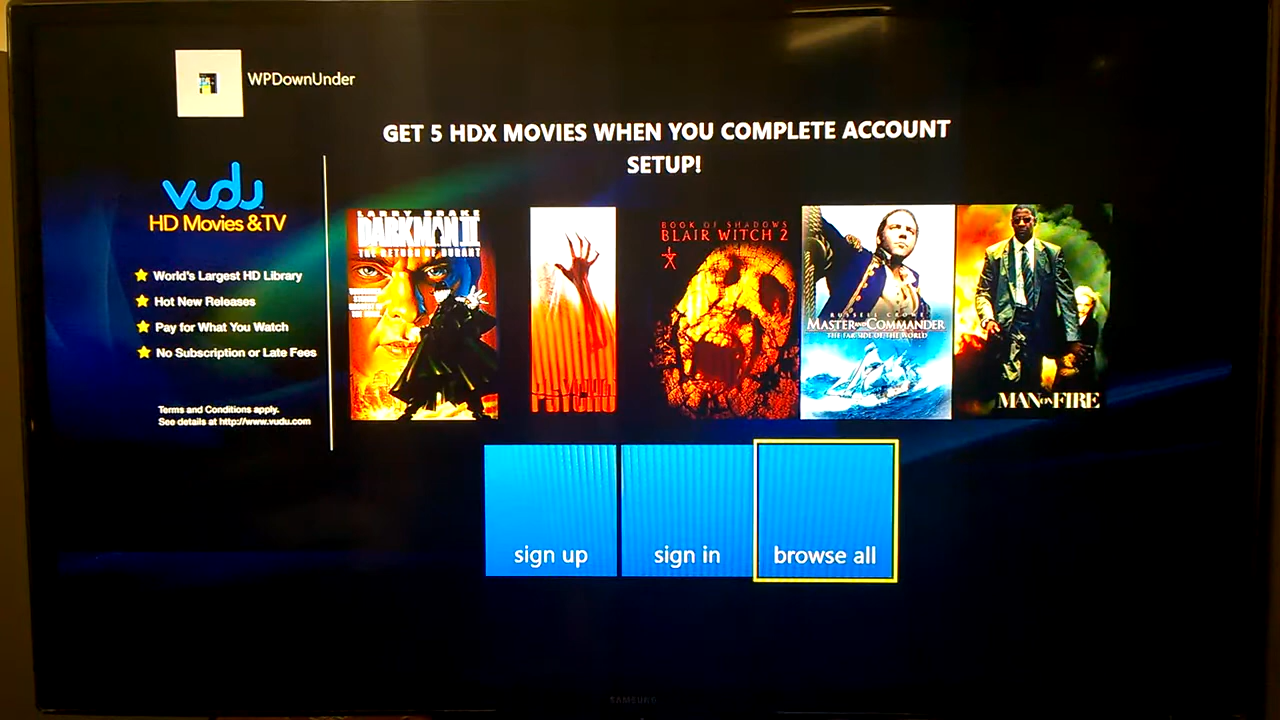 WPDownUnder
GET 5 HDX MOVIES WHEN YOU COMPLETE ACCOUNT
SETUP!
vudu
HD Movies & TV
World's Largest HD Library
Hot New Releases
Pay for What You Watch
No Subscription or Late Fees
Terms and Conditions apply.
See details at http://www.vudu.com
LARRY DRAKE
DARKMAN II
THE RETURN OF DURANT
PSYCHO
BOOK OF SHADOWS
BLAIR WITCH 2
RUSSELL CROWE
MASTER AND COMMANDER
THE FAR SIDE OF THE WORLD
MAN ON FIRE
sign up
sign in
browse all
SAMSUNG